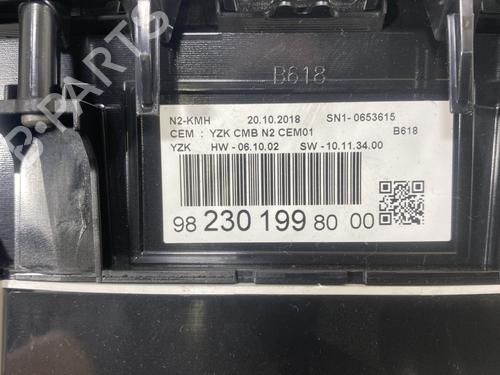 B618
N2-KMH 20.10.2018 SN1- 0653615
CEM : YZK CMB N2 CEM01 B618
YZK HW - 06.10.02 SW - 10.11.34.00
98 230 199 80 00
B-PARTS